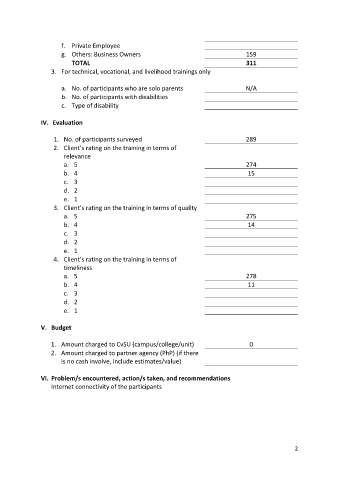 f. Private Employee
g. Others: Business Owners 159
TOTAL 311
3. For technical, vocational, and livelihood trainings only
a. No. of participants who are solo parents N/A
b. No. of participants with disabilities
c. Type of disability
IV. Evaluation
1. No. of participants surveyed 289
2. Client's rating on the training in terms of
relevance
a. 5 274
b. 4 15
c. 3
d. 2
e. 1
3. Client's rating on the training in terms of quality
a. 5 275
b. 4 14
c. 3
d. 2
e. 1
4. Client's rating on the training in terms of
timeliness
a. 5 278
b. 4 11
c. 3
d. 2
e. 1
V. Budget
1. Amount charged to CvSU (campus/college/unit) 0
2. Amount charged to partner agency (PhP) (if there
is no cash involve, include estimates/value)
VI. Problem/s encountered, action/s taken, and recommendations
Internet connectivity of the participants
2